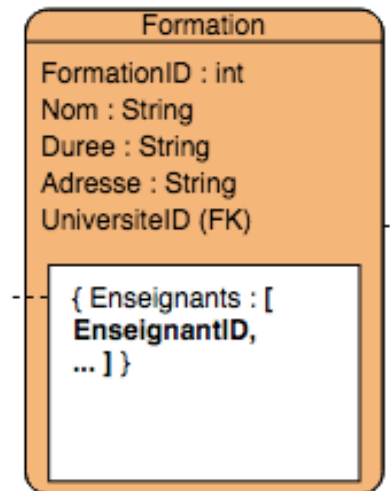 Formation
FormationID : int
Nom : String
Duree : String
Adresse : String
UniversiteID (FK)
{ Enseignants : [
EnseignantID,
... ] }